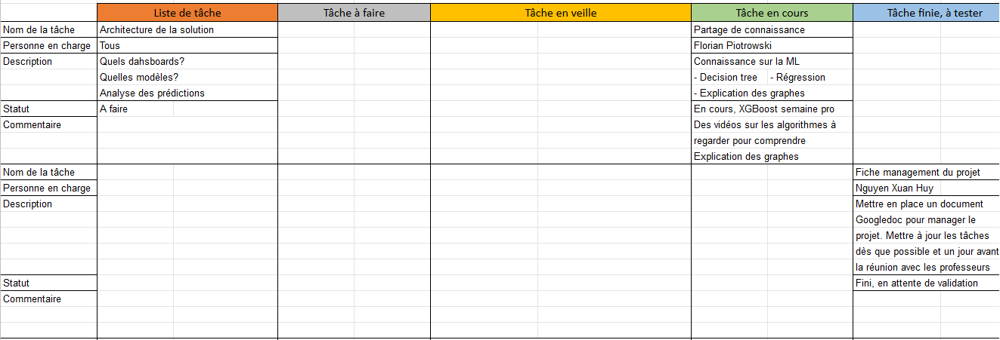 Liste de tâche Tâche à faire Tâche en veille Tâche en cours Tâche finie, à tester
Nom de la tâche Architecture de la solution Partage de connaissance
Personne en charge Tous Florian Piotrowski
Description Quels dahsboards? Connaissance sur la ML
Quelles modèles? - Decision tree - Régression
Analyse des prédictions - Explication des graphes
Statut A faire En cours, XGBoost semaine pro
Commentaire Des vidéos sur les algorithmes à
regarder pour comprendre
Explication des graphes
Nom de la tâche Fiche management du projet
Personne en charge Nguyen Xuan Huy
Description Mettre en place un document
Googledoc pour manager le
projet. Mettre à jour les tâches
dès que possible et un jour avant
la réunion avec les professeurs
Statut Fini, en attente de validation
Commentaire